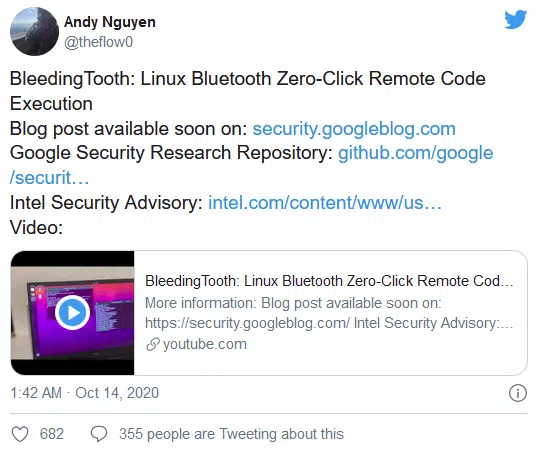 Andy Nguyen
@theflow0
BleedingTooth: Linux Bluetooth Zero-Click Remote Code
Execution
Blog post available soon on: security.googleblog.com
Google Security Research Repository: github.com/google
/securit…
Intel Security Advisory: intel.com/content/www/us…
Video:
BleedingTooth: Linux Bluetooth Zero-Click Remote Cod…
More information: Blog post available soon on:
https://security.googleblog.com/ Intel Security Advisory:…
youtube.com
1:42 AM · Oct 14, 2020
682 355 people are Tweeting about this